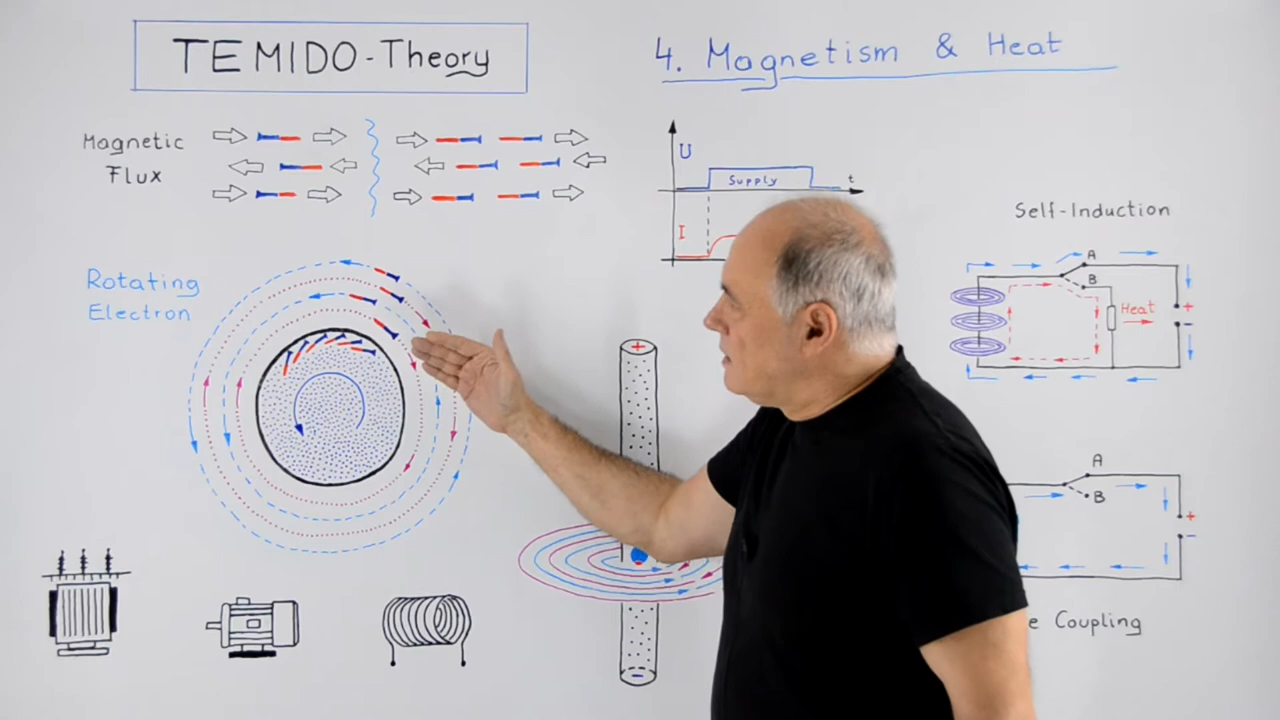 TEMIDO-Theory
4. Magnetism & Heat
Magnetic
Flux
U
Supply
t
I
Self-Induction
A
B
Heat
+
-
Rotating
Electron
+
-
A
B
+
-
Coupling